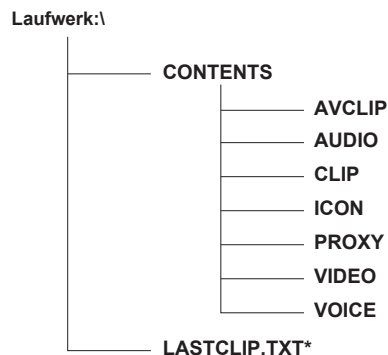 Laufwerk:\
CONTENTS
AVCLIP
AUDIO
CLIP
ICON
PROXY
VIDEO
VOICE
LASTCLIP.TXT*